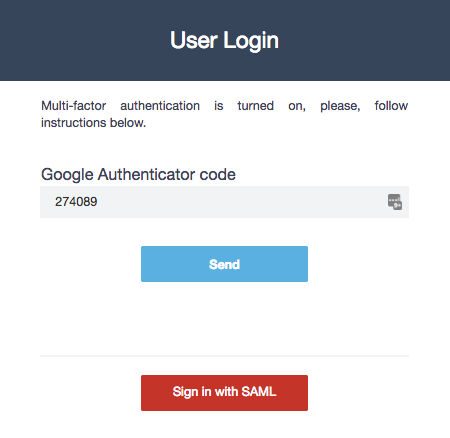 User Login
Multi-factor authentication is turned on, please, follow
instructions below.
Google Authenticator code
274089
Send
Sign in with SAML